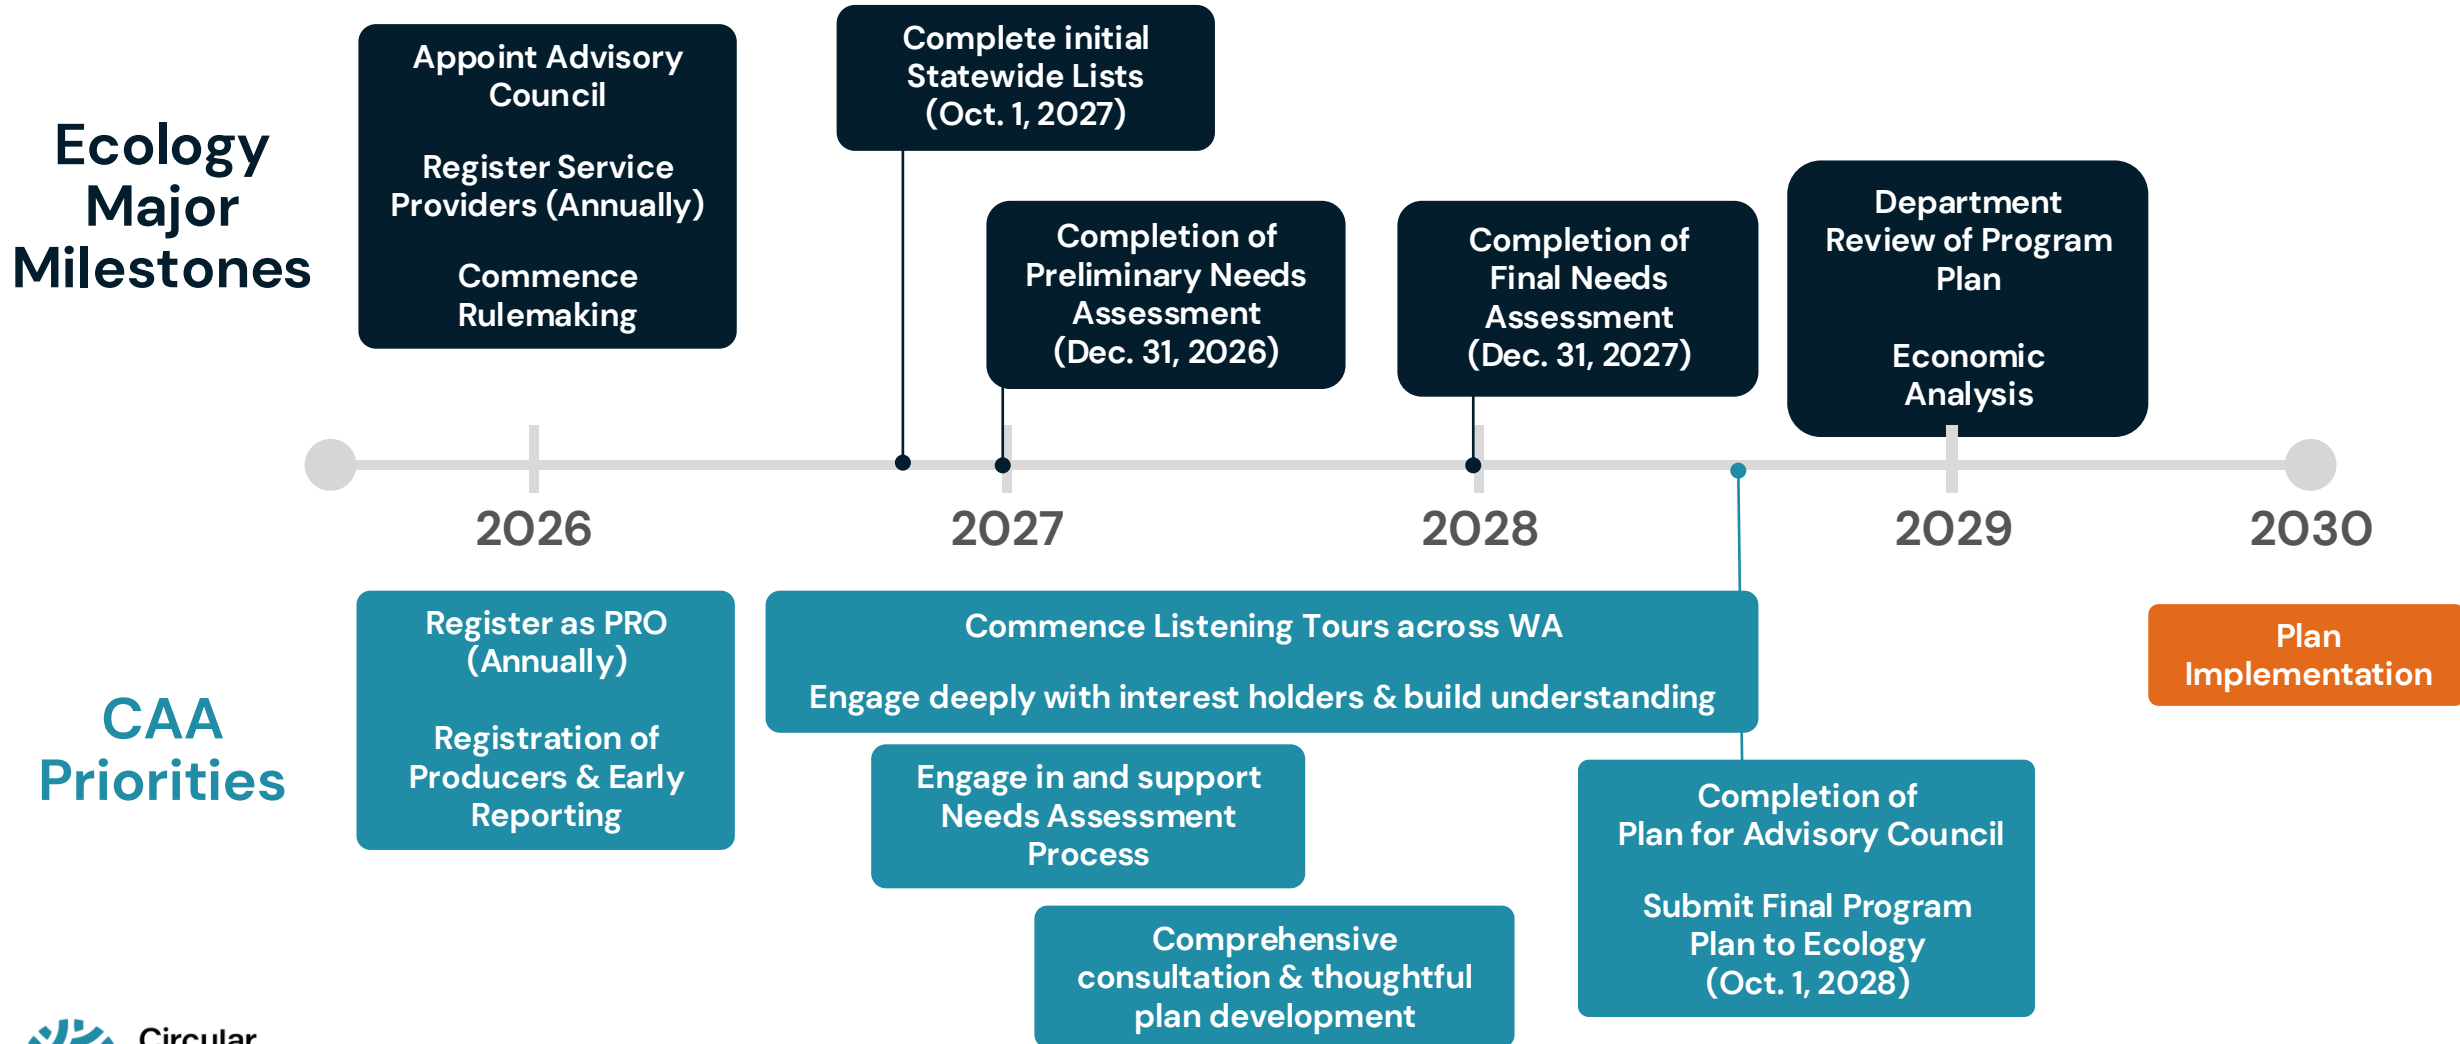 Ecology
Major
Milestones
Appoint Advisory
Council
Register Service
Providers (Annually)
Commence
Rulemaking
Complete initial
Statewide Lists
(Oct. 1, 2027)
Completion of
Preliminary Needs
Assessment
(Dec. 31, 2026)
Completion of
Final Needs
Assessment
(Dec. 31, 2027)
Department
Review of Program
Plan
Economic
Analysis
2026
2027
2028
2029
2030
CAA
Priorities
Register as PRO
(Annually)
Registration of
Producers & Early
Reporting
Commence Listening Tours across WA
Engage deeply with interest holders & build understanding
Engage in and support
Needs Assessment
Process
Comprehensive
consultation & thoughtful
plan development
Completion of
Plan for Advisory Council
Submit Final Program
Plan to Ecology
(Oct. 1, 2028)
Plan
Implementation
Circular